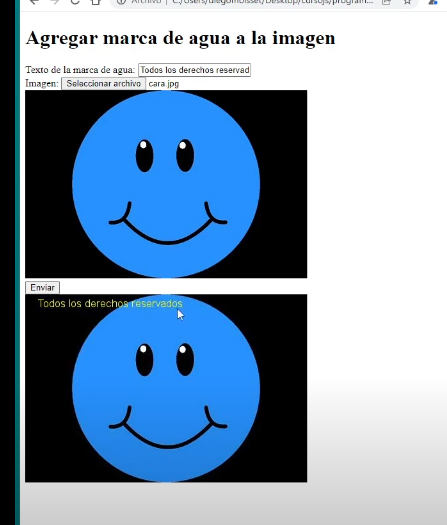 Archivo | C:/Users/diegomoisset/Desktop/cursojs/program...
Agregar marca de agua a la imagen
Texto de la marca de agua: Todos los derechos reservad
Imagen: Seleccionar archivo cara.jpg
Enviar
Todos los derechos reservados